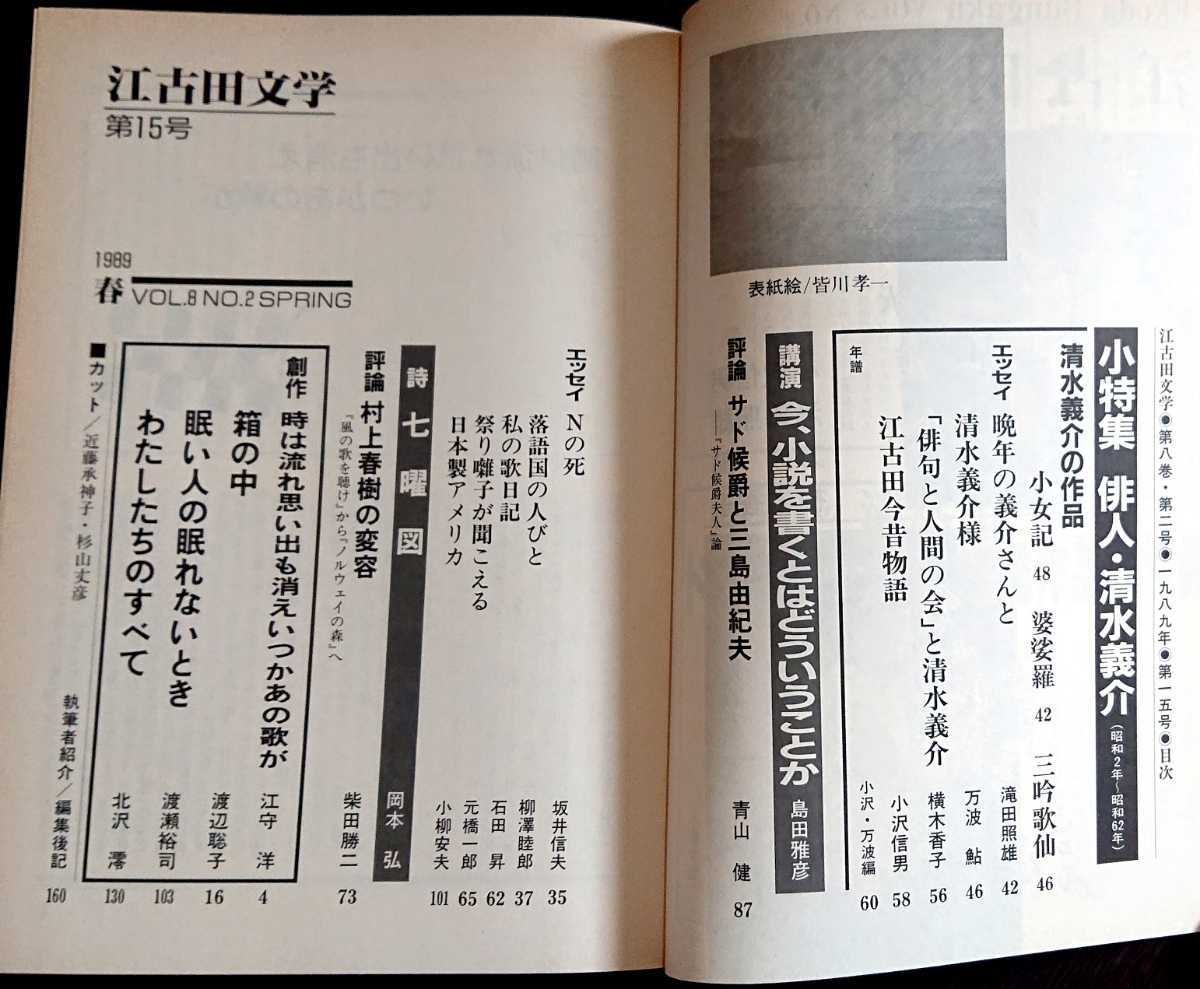 江古田文学●第八巻・第二号●一九八九年●第一五号●目次
表紙絵/皆川孝一
小特集 俳人・清水義介(昭和2年〜昭和62年)
清水義介の作品
小女記 48 婆娑羅 42 三吟歌仙 46
エッセイ 晩年の義介さんと 滝田照雄 42
清水義介様 万波 鮎 46
「俳句と人間の会」と清水義介 横木香子 56
江古田今昔物語 小沢信男 58
年譜 小沢・万波編 60
講演 今、小説を書くとはどういうことか 島田雅彦
評論 サド候爵と三島由紀夫 青山 健 87
──『サド候爵夫人』論
江古田文学
第15号
1989
春 VOL.8 NO.2 SPRING
エッセイ Nの死 坂井信夫 35
落語国の人びと 柳澤睦郎 37
私の歌日記 石田 昇 62
祭り囃子が聞こえる 元橋一郎 65
日本製アメリカ 小柳安夫 101
詩 七曜図 岡本 弘
評論 村上春樹の変容 柴田勝二 73
『風の歌を聴け』から『ノルウェイの森』へ
創作 時は流れ思い出も消えいつかあの歌が 江守 洋 4
箱の中 渡辺聡子 16
眠い人の眠れないとき 渡瀬裕司 103
わたしたちのすべて 北沢 澪 130
■カット/近藤承神子・杉山丈彦
執筆者紹介/編集後記 160